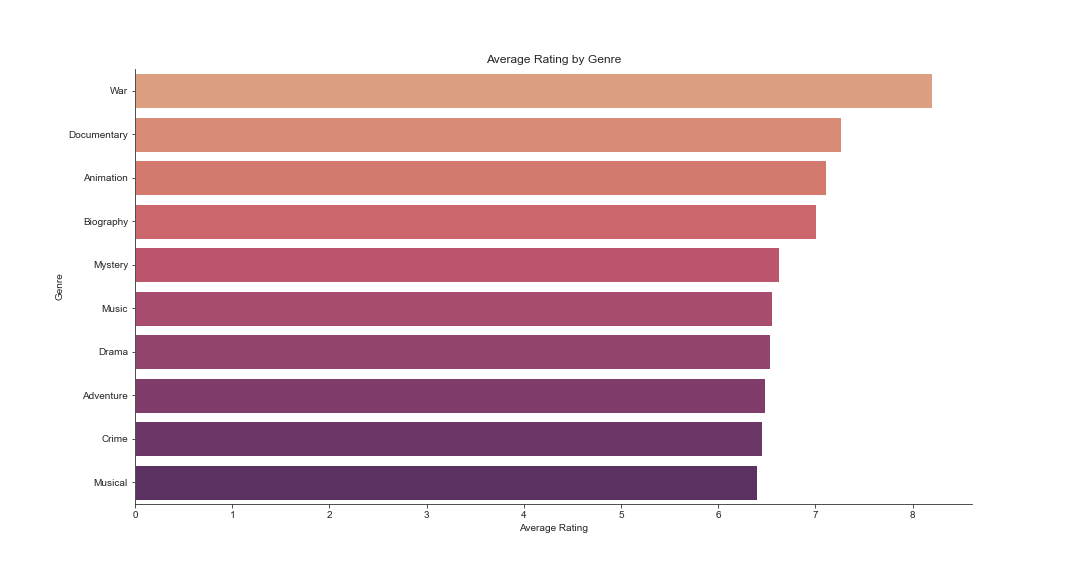 Average Rating by Genre
War
Documentary
Animation
Biography
Mystery
Music
Drama
Adventure
Crime
Musical
Genre
0 1 2 3 4 5 6 7 8
Average Rating